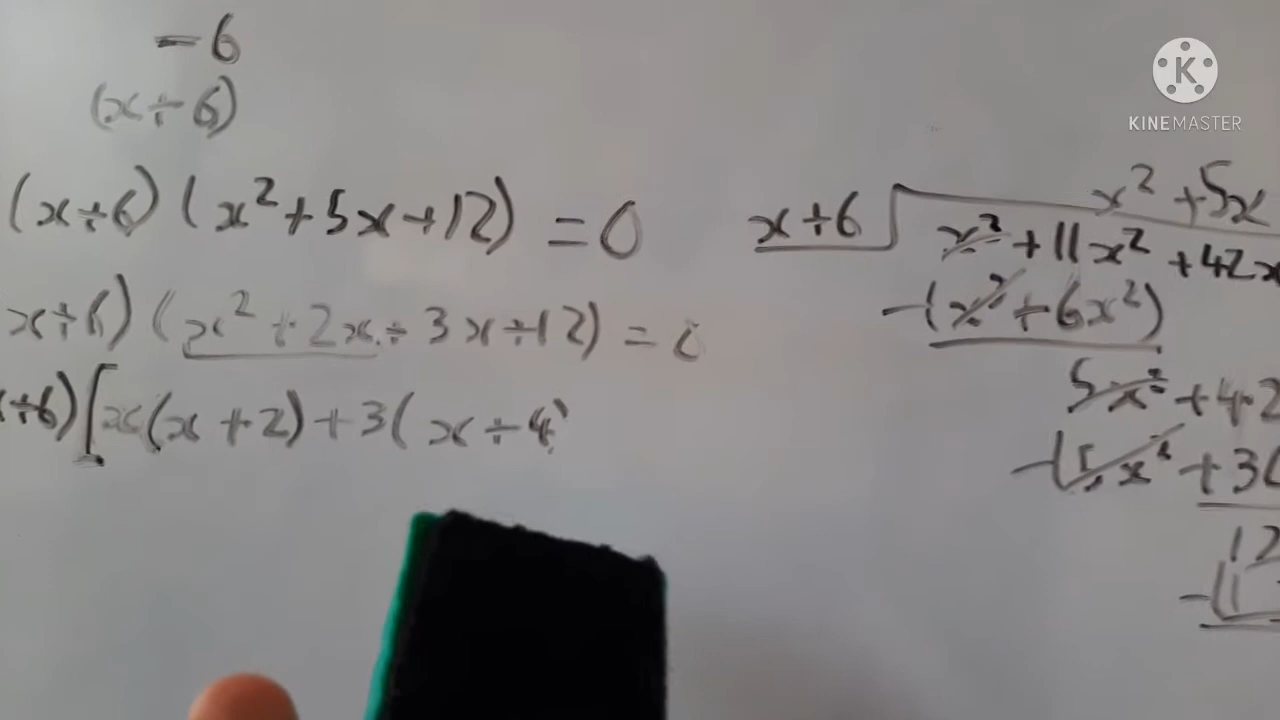 -6
(x+6)
(x+6)(x²+5x+12) = 0
x+6)(x²+2x+3x+12) = 0
+6)[x(x+2)+3(x+4)
KINEMASTER
x²+5x
x+6
x³+11x²+42x
-(x³+6x²)
5x²+42
-(5x²+30
12
-(1